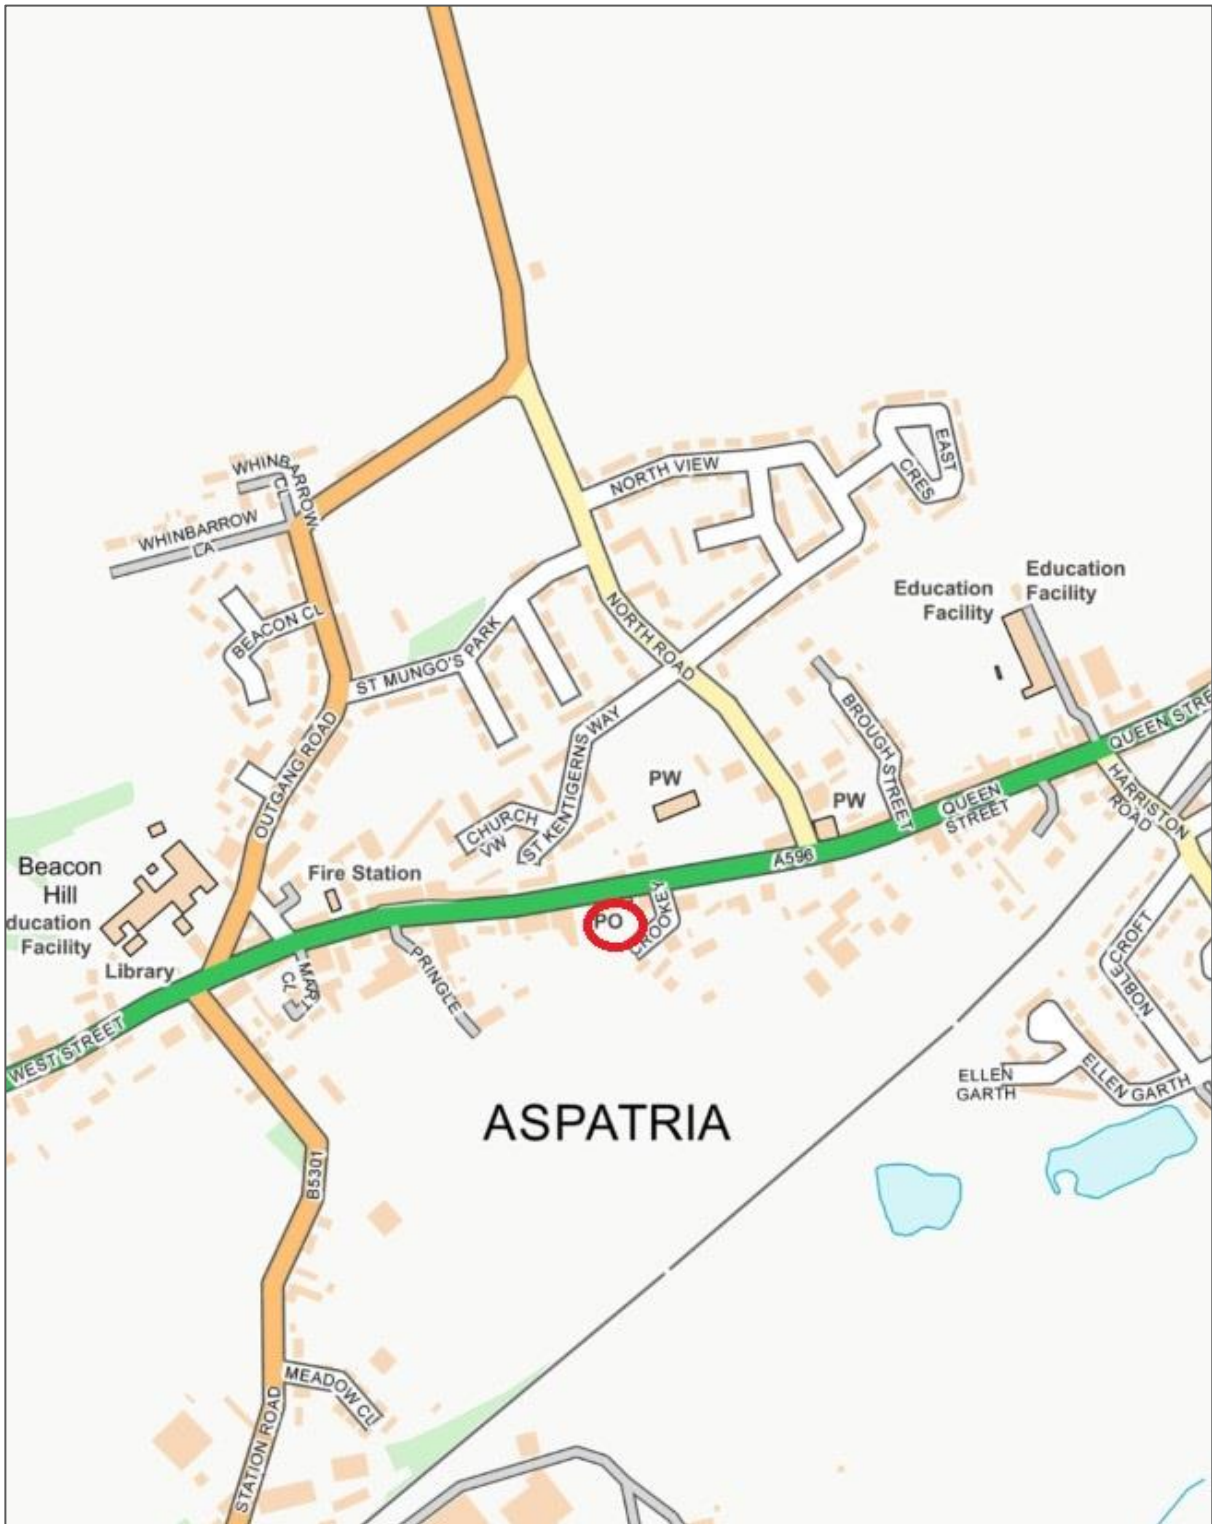 WHINBARROW
CL
WHINBARROW
LA
NORTH VIEW
EAST
CRES
BEACON CL
ST MUNGO'S PARK
NORTH ROAD
Education
Facility
Education
Facility
OUTGANG ROAD
ST KENTIGERNS WAY
BROUGH STREET
QUEEN STRE
PW
PW
CHURCH
VW
QUEEN
STREET
HARRISTON
ROAD
A596
Beacon
Hill
ducation
Facility
Library
Fire Station
PO
CROOKEY
MART
CL
PRINGLE
WEST STREET
NOBLE CROFT
ELLEN
GARTH
ELLEN GARTH
ASPATRIA
B5301
MEADOW CL
STATION ROAD